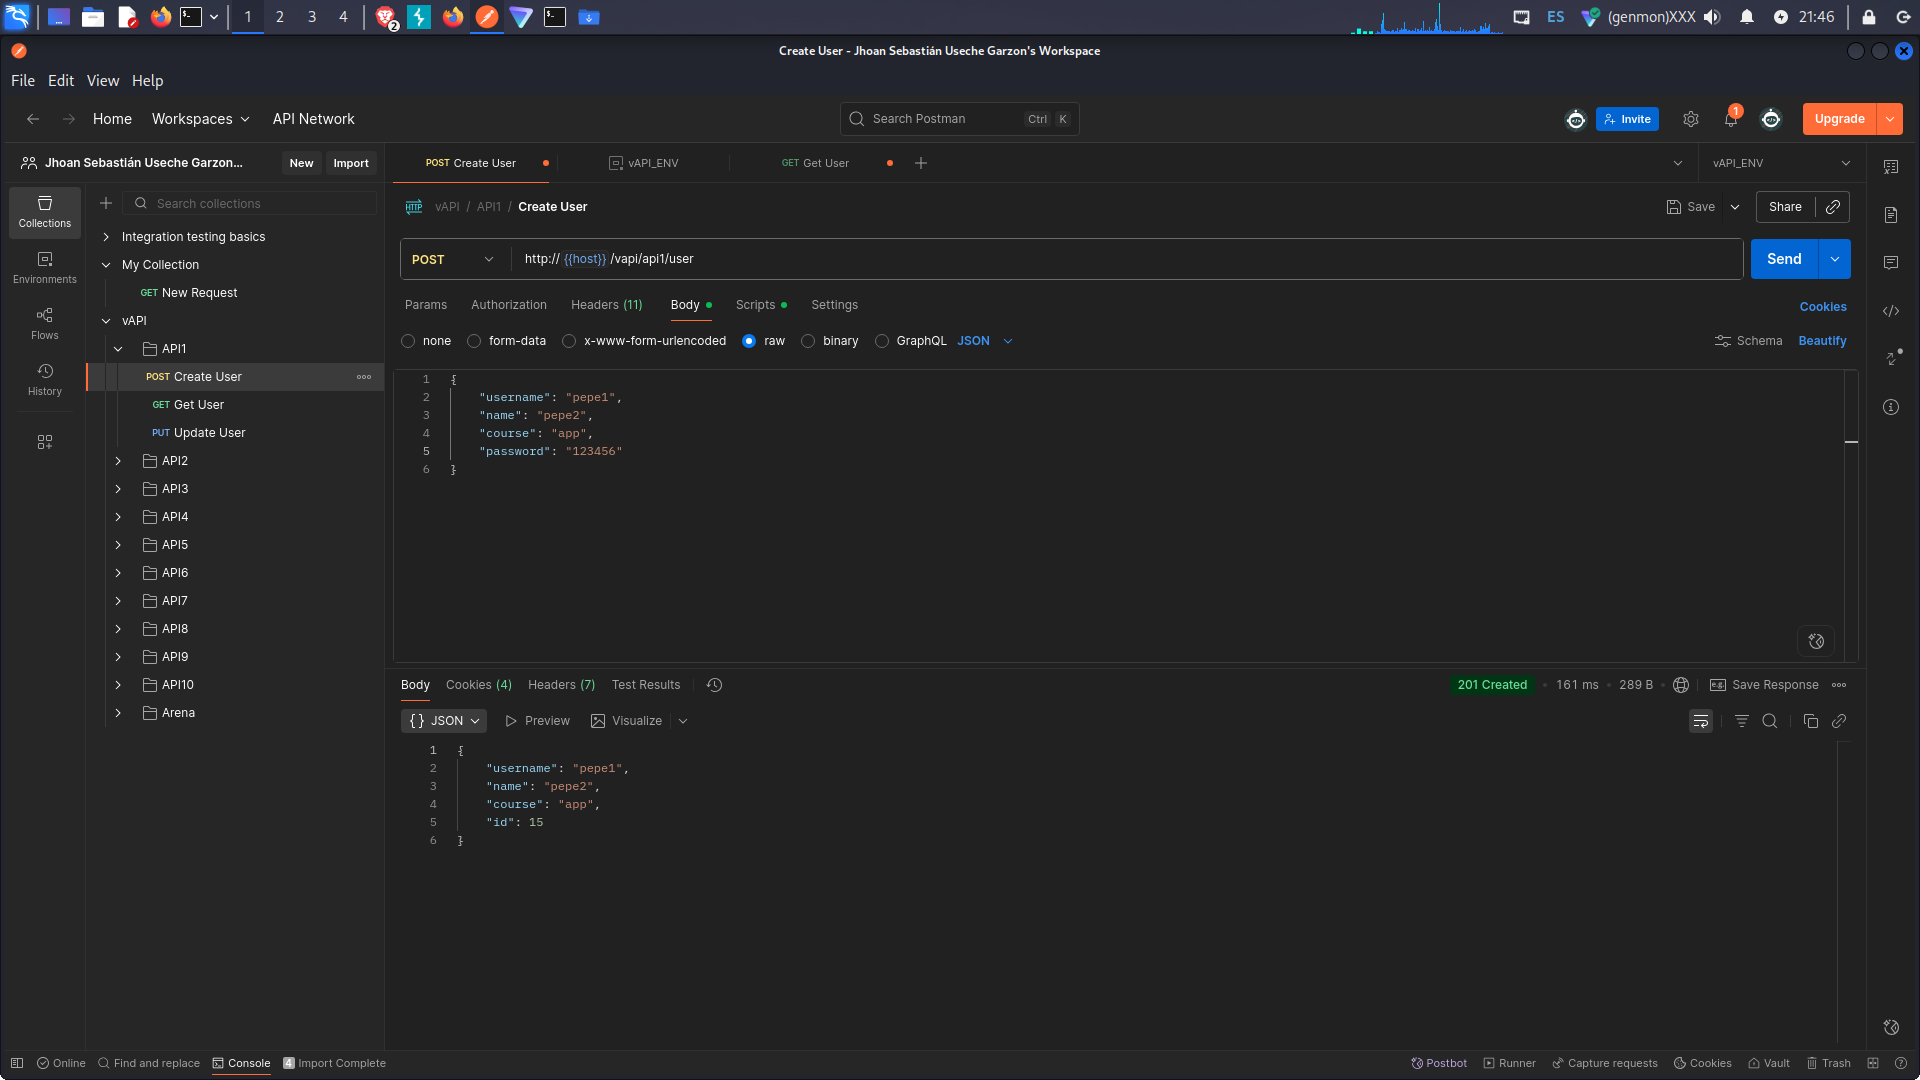 1 2 3 4
2
ES (genmon)XXX 21:46
Create User - Jhoan Sebastián Useche Garzon's Workspace
File Edit View Help
Home Workspaces API Network
Search Postman Ctrl K
Invite 1 Upgrade
Jhoan Sebastián Useche Garzon... New Import
POST Create User vAPI_ENV GET Get User vAPI_ENV
Collections
Environments
Flows
History
Search collections
Integration testing basics
My Collection
GET New Request
vAPI
API1
POST Create User
GET Get User
PUT Update User
API2
API3
API4
API5
API6
API7
API8
API9
API10
Arena
HTTP vAPI / API1 / Create User Save Share
POST http:// {{host}} /vapi/api1/user Send
Params Authorization Headers (11) Body Scripts Settings Cookies
none form-data x-www-form-urlencoded raw binary GraphQL JSON Schema Beautify
1 {
2 "username": "pepe1",
3 "name": "pepe2",
4 "course": "app",
5 "password": "123456"
6 }
Body Cookies (4) Headers (7) Test Results 201 Created 161 ms 289 B e.g. Save Response
{} JSON Preview Visualize
1 {
2 "username": "pepe1",
3 "name": "pepe2",
4 "course": "app",
5 "id": 15
6 }
Online Find and replace Console 4 Import Complete Postbot Runner Capture requests Cookies Vault Trash